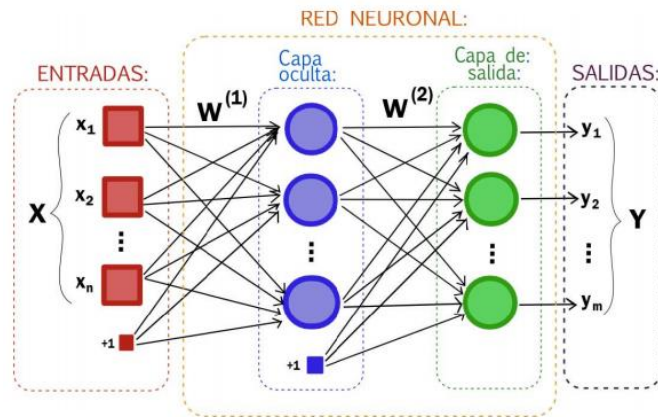 RED NEURONAL:
ENTRADAS:
Capa
oculta:
Capa de:
salida:
SALIDAS:
W(1)
W(2)
X
x1
x2
⋮
xn
+1
⋮
+1
⋮
y1
y2
⋮
ym
Y